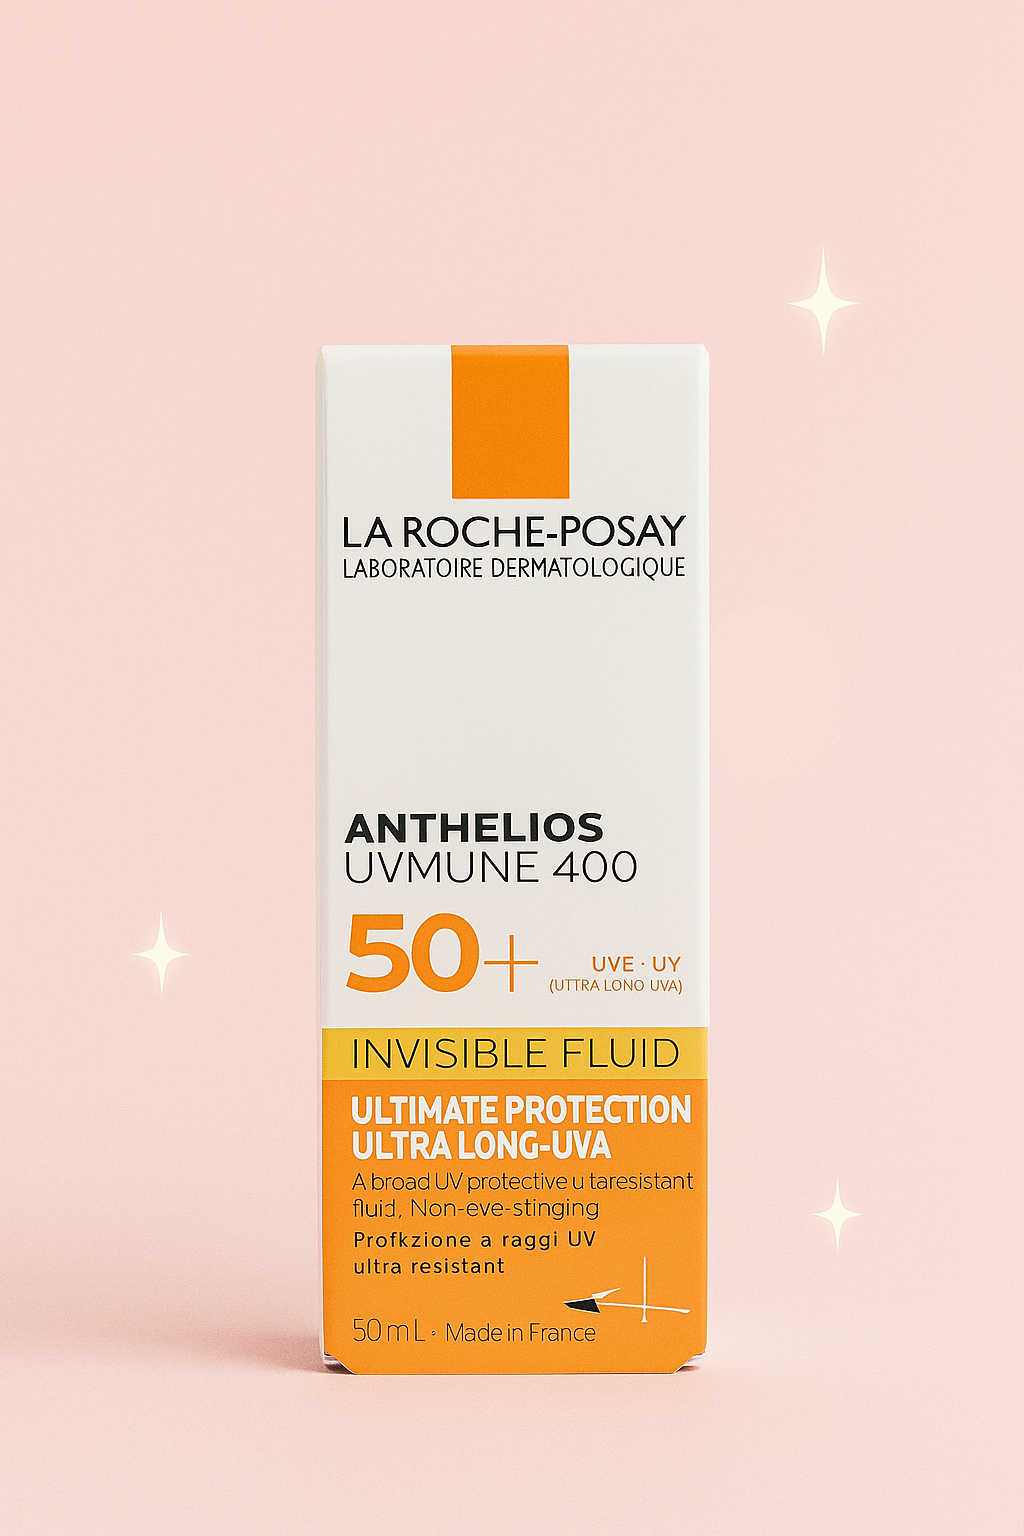 LA ROCHE-POSAY
LABORATOIRE DERMATOLOGIQUE
ANTHELIOS
UVMUNE 400
50+
UVE · UY
(UTTRA LONO UVA)
INVISIBLE FLUID
ULTIMATE PROTECTION
ULTRA LONG-UVA
A broad UV protective u taresistant
fluid, Non-eve-stinging
Profkzione a raggi UV
ultra resistant
50 mL · Made in France